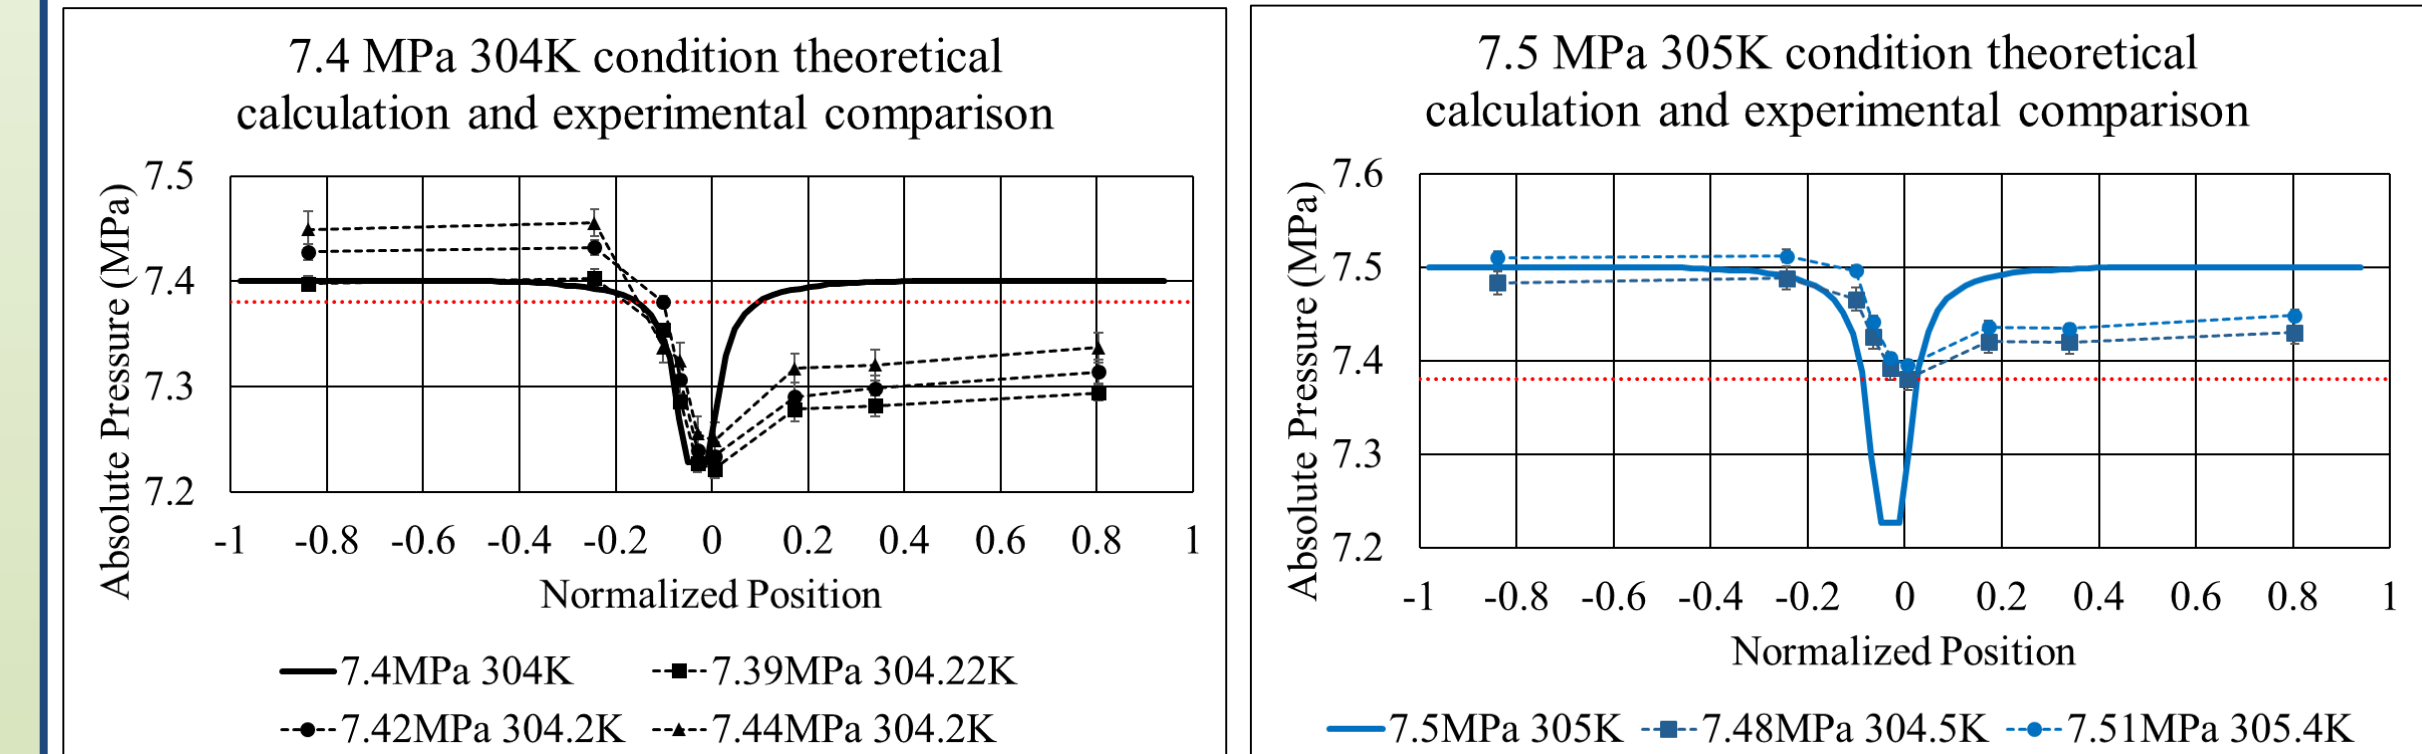 7.4 MPa 304K condition theoretical
calculation and experimental comparison
Absolute Pressure (MPa)
7.5
7.4
7.3
7.2
-1 -0.8 -0.6 -0.4 -0.2 0 0.2 0.4 0.6 0.8 1
Normalized Position
7.4MPa 304K 7.39MPa 304.22K
7.42MPa 304.2K 7.44MPa 304.2K
7.5 MPa 305K condition theoretical
calculation and experimental comparison
Absolute Pressure (MPa)
7.6
7.5
7.4
7.3
7.2
-1 -0.8 -0.6 -0.4 -0.2 0 0.2 0.4 0.6 0.8 1
Normalized Position
7.5MPa 305K 7.48MPa 304.5K 7.51MPa 305.4K